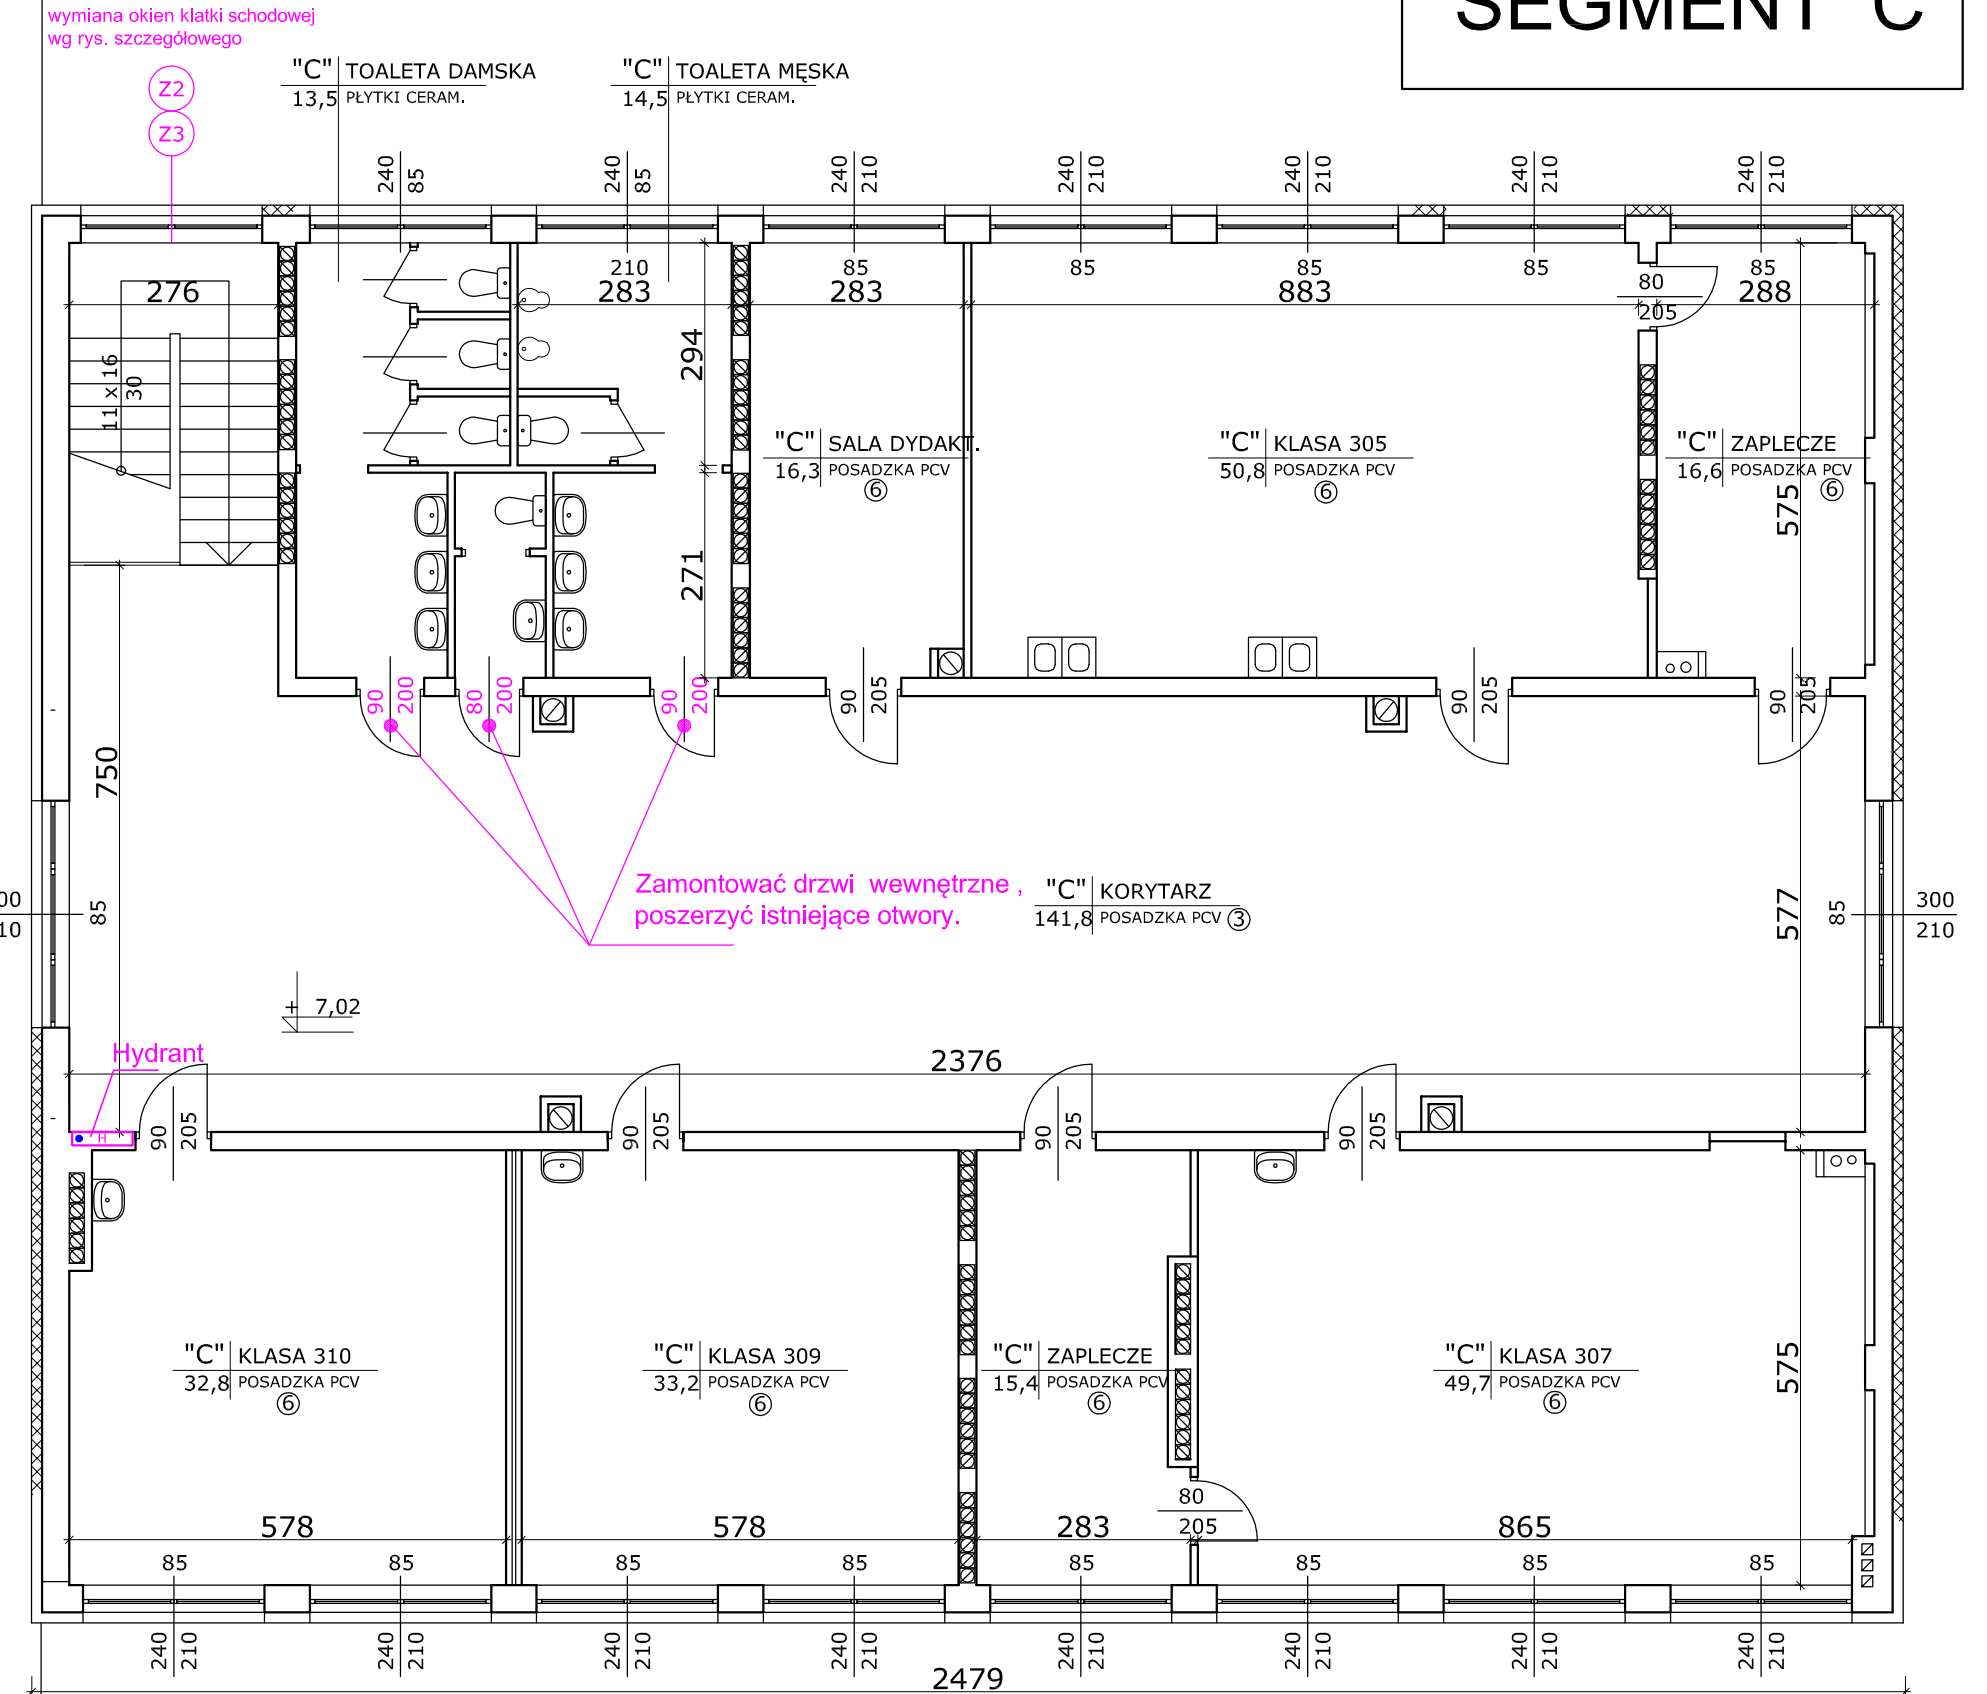 wymiana okien klatki schodowej
wg rys. szczegółowego
SEGMENT "C"
Z2
Z3
"C" TOALETA DAMSKA
13,5 PŁYTKI CERAM.
"C" TOALETA MĘSKA
14,5 PŁYTKI CERAM.
240 85
240 85
240 210
240 210
240 210
240 210
240 210
210
85
85
85
85
85
276
283
283
883
288
80
205
11 x 16
30
294
271
575
"C" SALA DYDAKT.
16,3 POSADZKA PCV
6
"C" KLASA 305
50,8 POSADZKA PCV
6
"C" ZAPLECZE
16,6 POSADZKA PCV
6
90 200
80 200
90 200
90 205
90 205
90 205
750
Zamontować drzwi wewnętrzne ,
poszerzyć istniejące otwory.
"C" KORYTARZ
141,8 POSADZKA PCV 3
00
10
85
577
85
300
210
+ 7,02
Hydrant
2376
H
90 205
90 205
90 205
90 205
"C" KLASA 310
32,8 POSADZKA PCV
6
"C" KLASA 309
33,2 POSADZKA PCV
6
"C" ZAPLECZE
15,4 POSADZKA PCV
6
"C" KLASA 307
49,7 POSADZKA PCV
6
575
80
205
578
578
283
865
85
85
85
85
85
85
85
85
240 210
240 210
240 210
240 210
240 210
240 210
240 210
240 210
2479